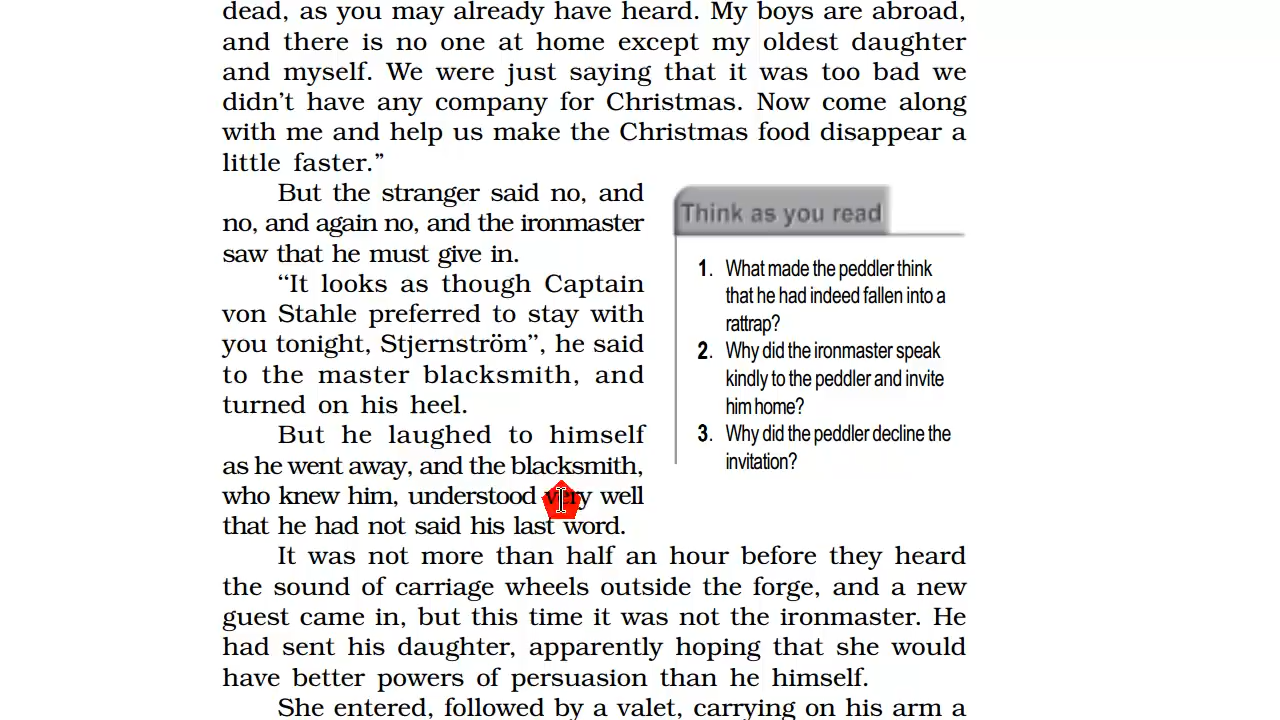 dead, as you may already have heard. My boys are abroad,
and there is no one at home except my oldest daughter
and myself. We were just saying that it was too bad we
didn't have any company for Christmas. Now come along
with me and help us make the Christmas food disappear a
little faster.”
But the stranger said no, and
no, and again no, and the ironmaster
saw that he must give in.
“It looks as though Captain
von Stahle preferred to stay with
you tonight, Stjernström”, he said
to the master blacksmith, and
turned on his heel.
But he laughed to himself
as he went away, and the blacksmith,
who knew him, understood very well
that he had not said his last word.
Think as you read
1. What made the peddler think
that he had indeed fallen into a
rattrap?
2. Why did the ironmaster speak
kindly to the peddler and invite
him home?
3. Why did the peddler decline the
invitation?
It was not more than half an hour before they heard
the sound of carriage wheels outside the forge, and a new
guest came in, but this time it was not the ironmaster. He
had sent his daughter, apparently hoping that she would
have better powers of persuasion than he himself.
She entered, followed by a valet, carrying on his arm a